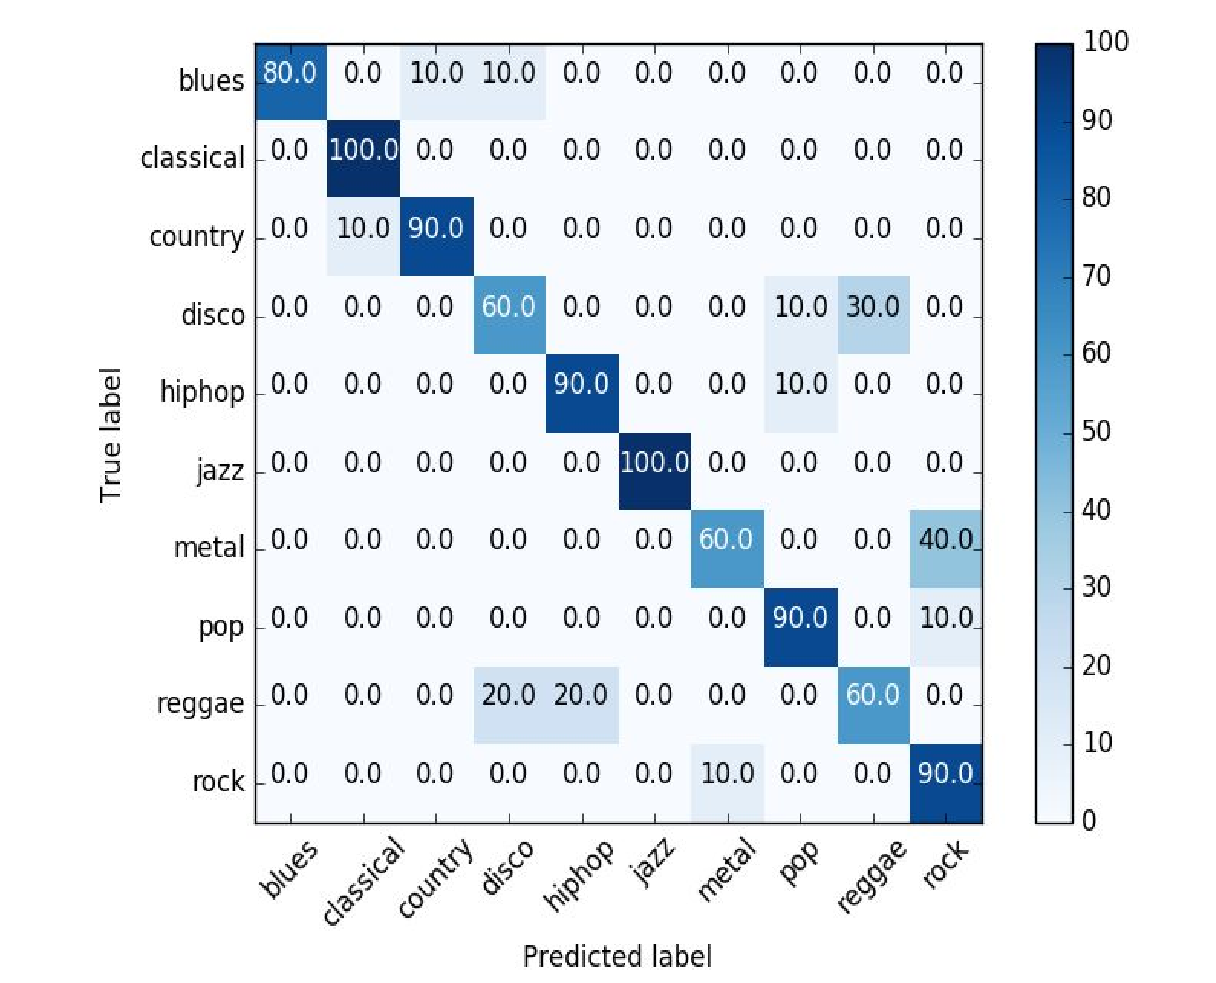 blues 80.0 0.0 10.0 10.0 0.0 0.0 0.0 0.0 0.0 0.0
classical 0.0 100.0 0.0 0.0 0.0 0.0 0.0 0.0 0.0 0.0
country 0.0 10.0 90.0 0.0 0.0 0.0 0.0 0.0 0.0 0.0
disco 0.0 0.0 0.0 60.0 0.0 0.0 0.0 10.0 30.0 0.0
hiphop 0.0 0.0 0.0 0.0 90.0 0.0 0.0 10.0 0.0 0.0
jazz 0.0 0.0 0.0 0.0 0.0 100.0 0.0 0.0 0.0 0.0
metal 0.0 0.0 0.0 0.0 0.0 0.0 60.0 0.0 0.0 40.0
pop 0.0 0.0 0.0 0.0 0.0 0.0 0.0 90.0 0.0 10.0
reggae 0.0 0.0 0.0 20.0 20.0 0.0 0.0 0.0 60.0 0.0
rock 0.0 0.0 0.0 0.0 0.0 0.0 10.0 0.0 0.0 90.0
True label
blues classical country disco hiphop jazz metal pop reggae rock
Predicted label
100
90
80
70
60
50
40
30
20
10
0